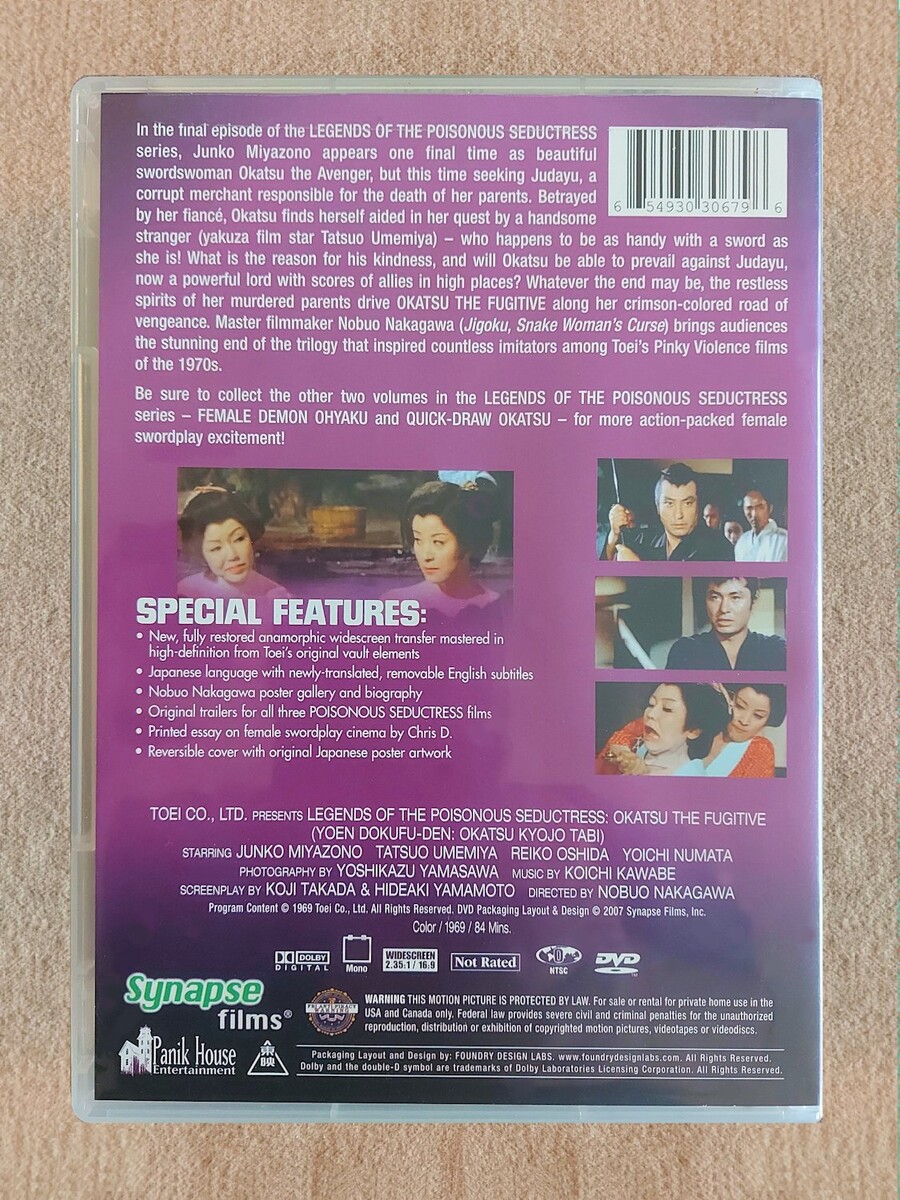 In the final episode of the LEGENDS OF THE POISONOUS SEDUCTRESS
series, Junko Miyazono appears one final time as beautiful
swordswoman Okatsu the Avenger, but this time seeking Judayu, a
corrupt merchant responsible for the death of her parents. Betrayed
by her fiancé, Okatsu finds herself aided in her quest by a handsome
stranger (yakuza film star Tatsuo Umemiya) – who happens to be as handy with a sword as
she is! What is the reason for his kindness, and will Okatsu be able to prevail against Judayu,
now a powerful lord with scores of allies in high places? Whatever the end may be, the restless
spirits of her murdered parents drive OKATSU THE FUGITIVE along her crimson-colored road of
vengeance. Master filmmaker Nobuo Nakagawa (Jigoku, Snake Woman's Curse) brings audiences
the stunning end of the trilogy that inspired countless imitators among Toei's Pinky Violence films
of the 1970s.
6 54930 30679 6
Be sure to collect the other two volumes in the LEGENDS OF THE POISONOUS SEDUCTRESS
series – FEMALE DEMON OHYAKU and QUICK-DRAW OKATSU – for more action-packed female
swordplay excitement!
SPECIAL FEATURES:
• New, fully restored anamorphic widescreen transfer mastered in
high-definition from Toei's original vault elements
• Japanese language with newly-translated, removable English subtitles
• Nobuo Nakagawa poster gallery and biography
• Original trailers for all three POISONOUS SEDUCTRESS films
• Printed essay on female swordplay cinema by Chris D.
• Reversible cover with original Japanese poster artwork
TOEI CO., LTD. PRESENTS LEGENDS OF THE POISONOUS SEDUCTRESS: OKATSU THE FUGITIVE
(YOEN DOKUFU-DEN: OKATSU KYOJO TABI)
STARRING JUNKO MIYAZONO TATSUO UMEMIYA REIKO OSHIDA YOICHI NUMATA
PHOTOGRAPHY BY YOSHIKAZU YAMASAWA MUSIC BY KOICHI KAWABE
SCREENPLAY BY KOJI TAKADA & HIDEAKI YAMAMOTO DIRECTED BY NOBUO NAKAGAWA
Program Content © 1969 Toei Co., Ltd. All Rights Reserved. DVD Packaging Layout & Design © 2007 Synapse Films, Inc.
Color / 1969 / 84 Mins.
DOLBY DIGITAL
Mono
WIDESCREEN
2.35:1 / 16:9
Not Rated
0
NTSC
DVD
TM
Synapse
films®
FBI ANTI-PIRACY
WARNING
WARNING THIS MOTION PICTURE IS PROTECTED BY LAW. For sale or rental for private home use in the
USA and Canada only. Federal law provides severe civil and criminal penalties for the unauthorized
reproduction, distribution or exhibition of copyrighted motion pictures, videotapes or videodiscs.
Panik House
Entertainment
東映
Packaging Layout and Design by: FOUNDRY DESIGN LABS. www.foundrydesignlabs.com. All Rights Reserved.
Dolby and the double-D symbol are trademarks of Dolby Laboratories Licensing Corporation. All Rights Reserved.